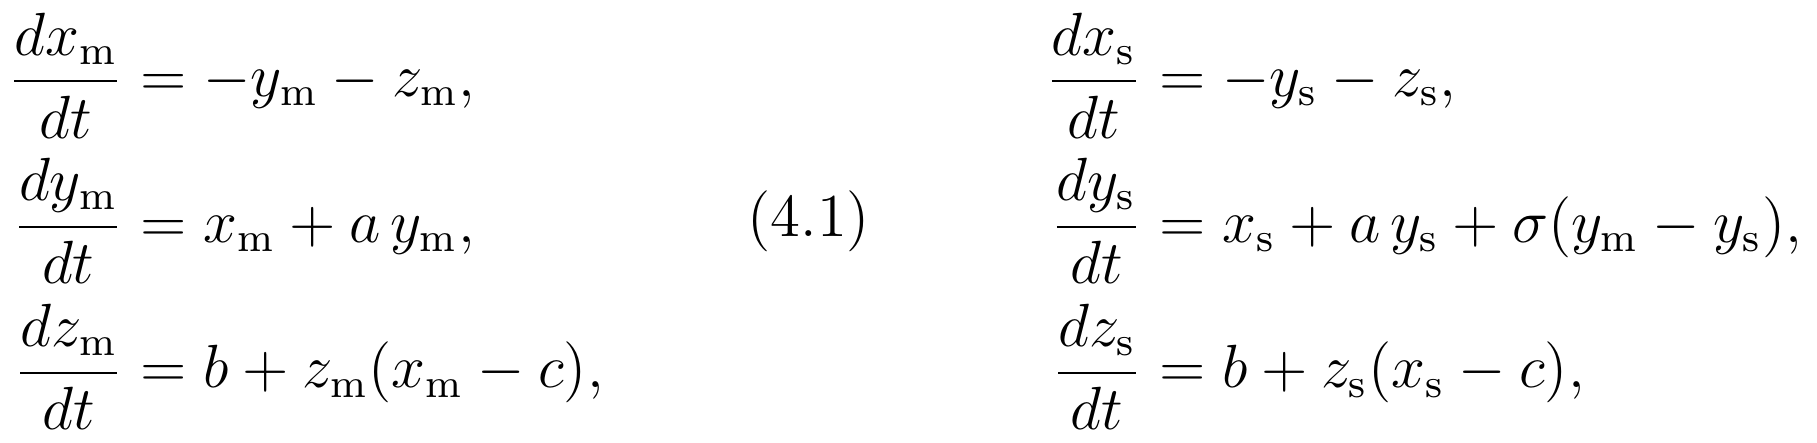 dx_m/dt = −y_m − z_m,
dy_m/dt = x_m + a y_m,
dz_m/dt = b + z_m(x_m − c),
(4.1)
dx_s/dt = −y_s − z_s,
dy_s/dt = x_s + a y_s + σ(y_m − y_s),
dz_s/dt = b + z_s(x_s − c),